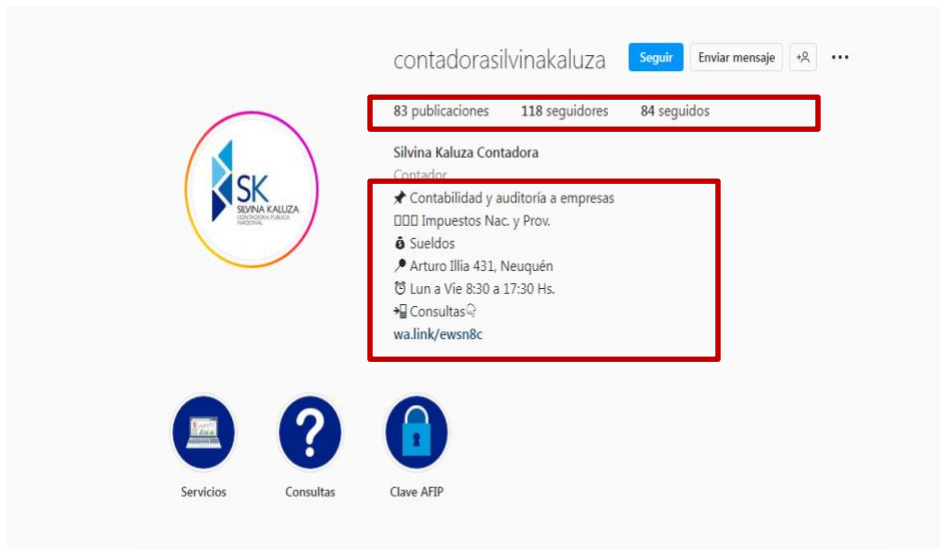 contadorasilvinakaluza Seguir Enviar mensaje
83 publicaciones 118 seguidores 84 seguidos
Silvina Kaluza Contadora
Contador
Contabilidad y auditoría a empresas
Impuestos Nac. y Prov.
Sueldos
Arturo Illia 431, Neuquén
Lun a Vie 8:30 a 17:30 Hs.
Consultas
wa.link/ewsn8c
SK
SILVINA KALUZA
CONTADORA PUBLICA
NACIONAL
Servicios Consultas Clave AFIP